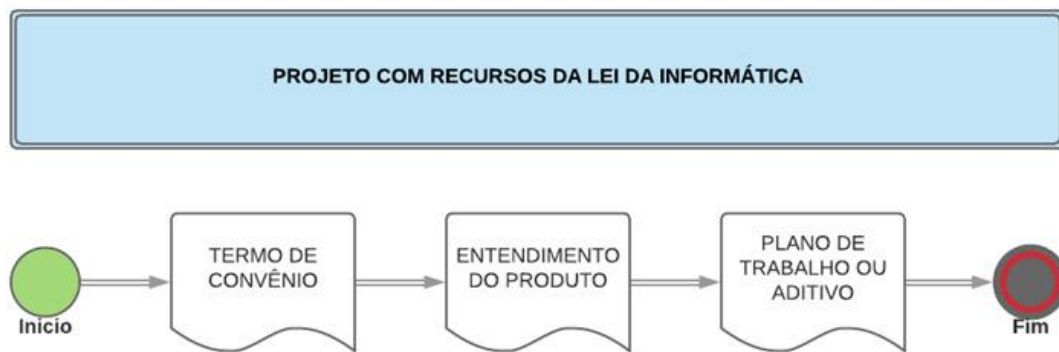 PROJETO COM RECURSOS DA LEI DA INFORMÁTICA
TERMO DE
CONVÊNIO
ENTENDIMENTO
DO PRODUTO
PLANO DE
TRABALHO OU
ADITIVO
Início
Fim